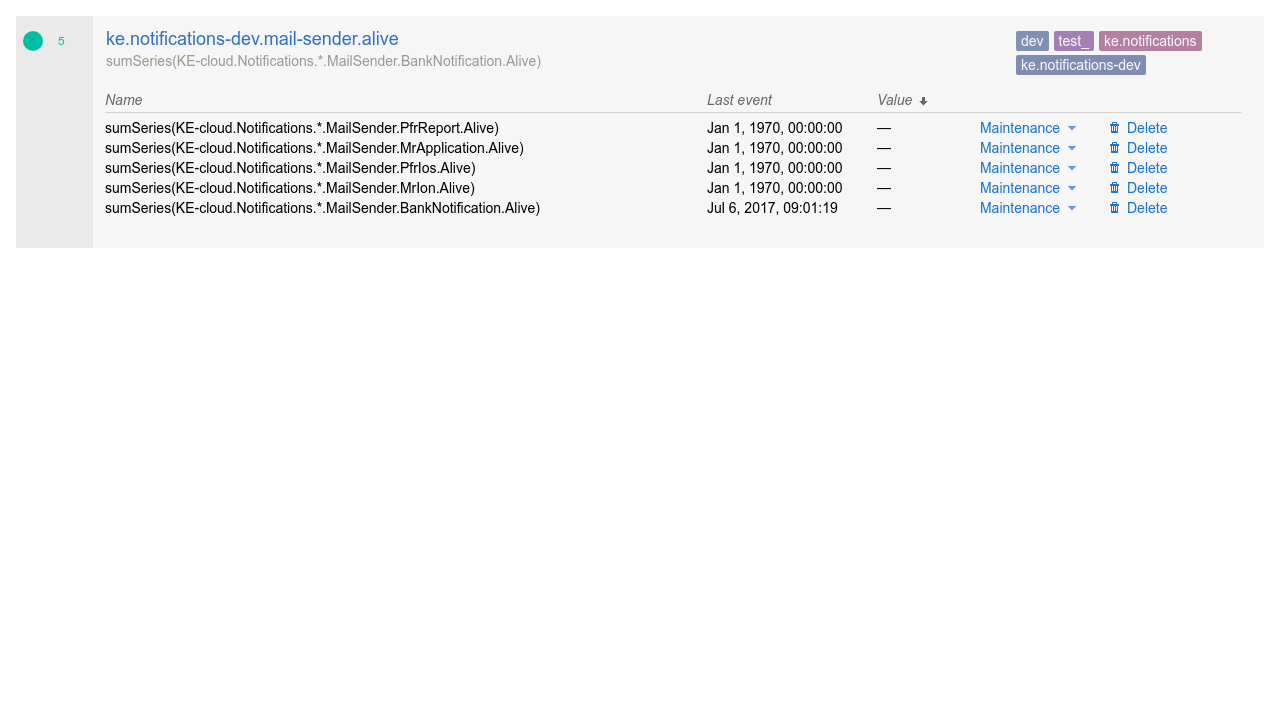 5
ke.notifications-dev.mail-sender.alive
sumSeries(KE-cloud.Notifications.*.MailSender.BankNotification.Alive)
dev test_ ke.notifications
ke.notifications-dev
Name Last event Value
sumSeries(KE-cloud.Notifications.*.MailSender.PfrReport.Alive) Jan 1, 1970, 00:00:00 — Maintenance Delete
sumSeries(KE-cloud.Notifications.*.MailSender.MrApplication.Alive) Jan 1, 1970, 00:00:00 — Maintenance Delete
sumSeries(KE-cloud.Notifications.*.MailSender.PfrIos.Alive) Jan 1, 1970, 00:00:00 — Maintenance Delete
sumSeries(KE-cloud.Notifications.*.MailSender.MrIon.Alive) Jan 1, 1970, 00:00:00 — Maintenance Delete
sumSeries(KE-cloud.Notifications.*.MailSender.BankNotification.Alive) Jul 6, 2017, 09:01:19 — Maintenance Delete